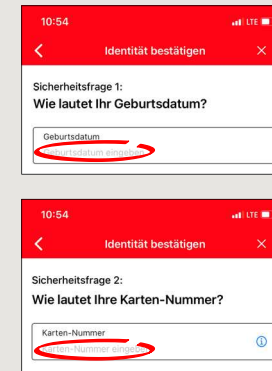 10:54
LTE
Identität bestätigen
Sicherheitsfrage 1:
Wie lautet Ihr Geburtsdatum?
Geburtsdatum
Geburtsdatum eingeben
10:54
LTE
Identität bestätigen
Sicherheitsfrage 2:
Wie lautet Ihre Karten-Nummer?
Karten-Nummer
Karten-Nummer eingeben